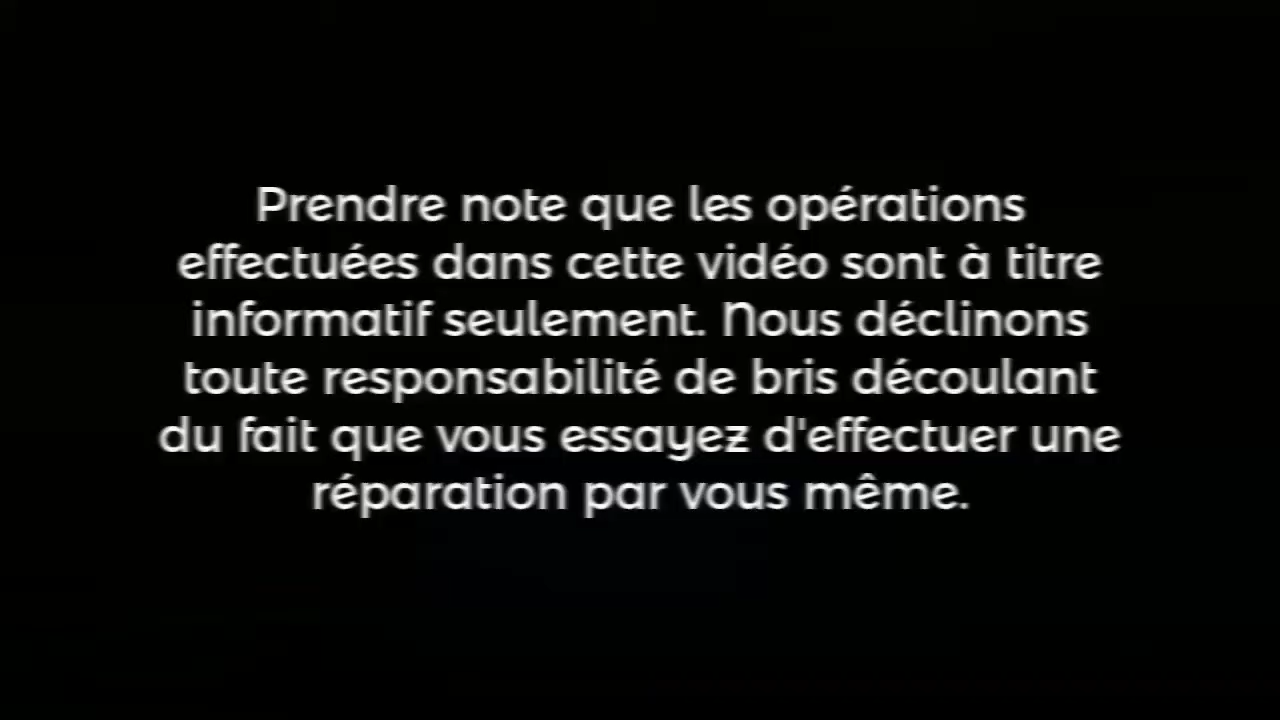 Prendre note que les opérations
effectuées dans cette vidéo sont à titre
informatif seulement. Nous déclinons
toute responsabilité de bris découlant
du fait que vous essayez d'effectuer une
réparation par vous même.